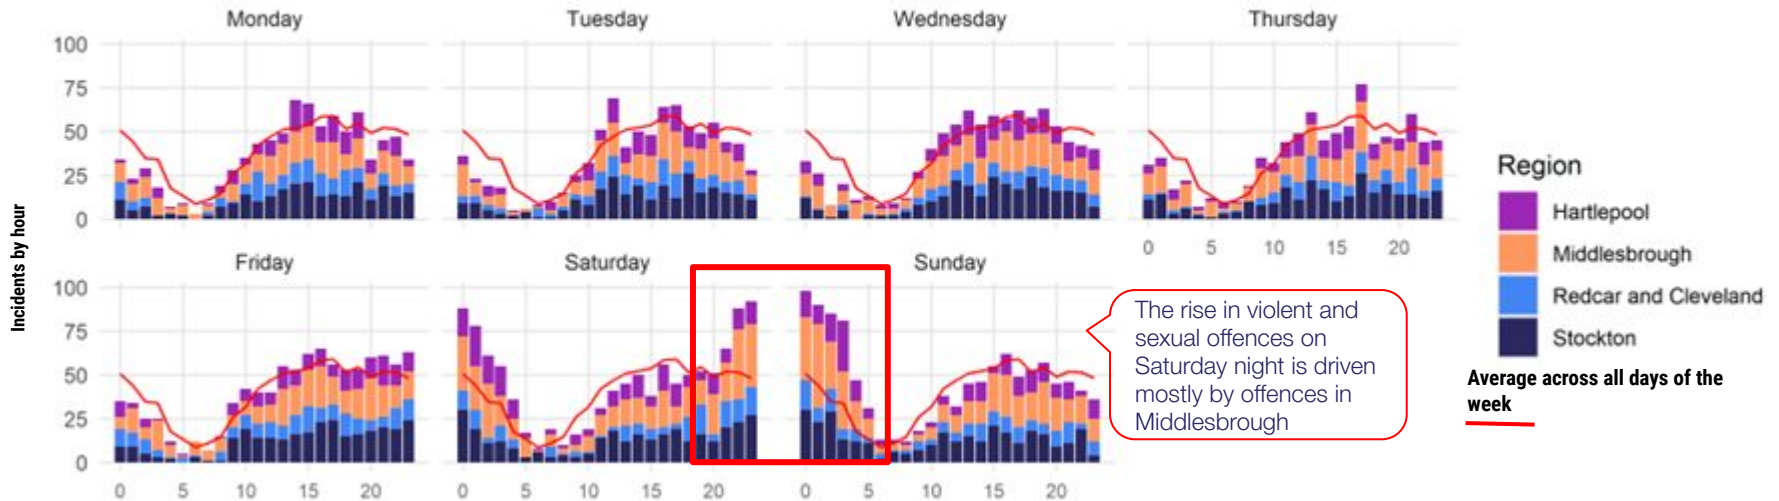 Monday
Tuesday
Wednesday
Thursday
100
75
50
25
0
0 5 10 15 20
Friday
Saturday
Sunday
100
75
50
25
0
0 5 10 15 20
0 5 10 15 20
0 5 10 15 20
Incidents by hour
The rise in violent and
sexual offences on
Saturday night is driven
mostly by offences in
Middlesbrough
Region
Hartlepool
Middlesbrough
Redcar and Cleveland
Stockton
Average across all days of the
week